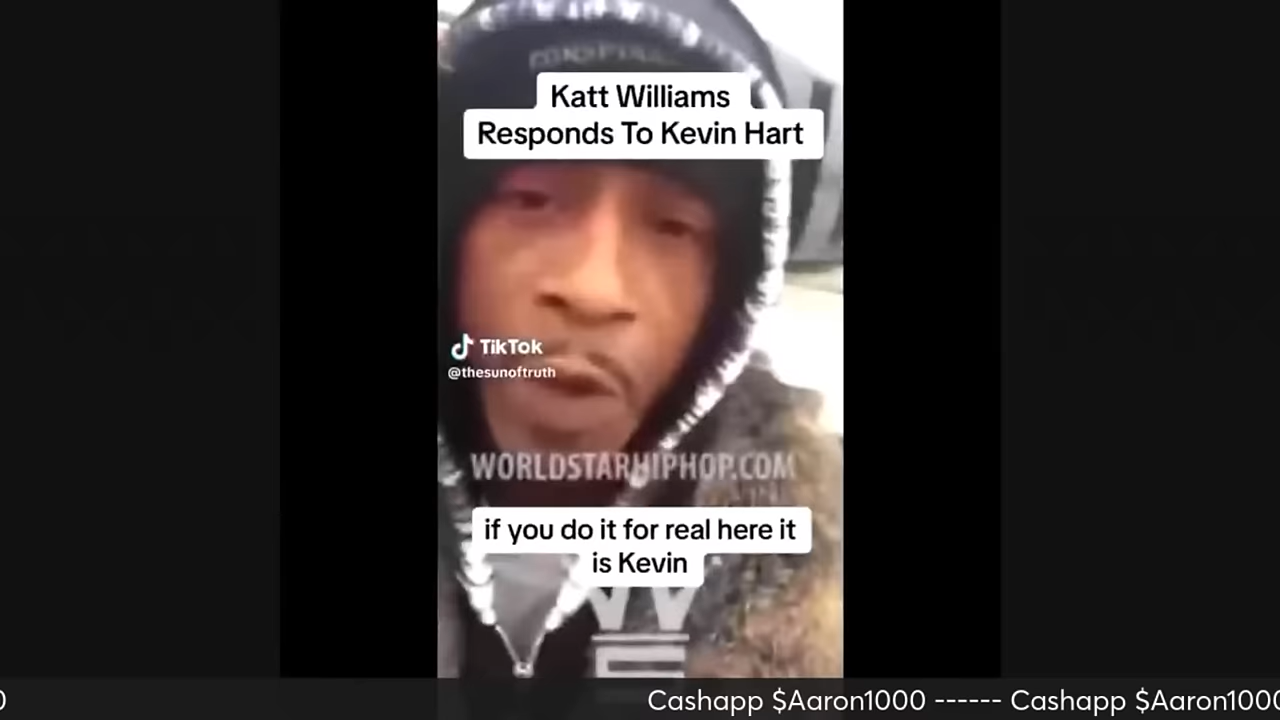 Katt Williams
Responds To Kevin Hart
TikTok
@thesunoftruth
WORLDSTARHIPHOP.COM
if you do it for real here it
is Kevin
0
Cashapp $Aaron1000 ------ Cashapp $Aaron1000